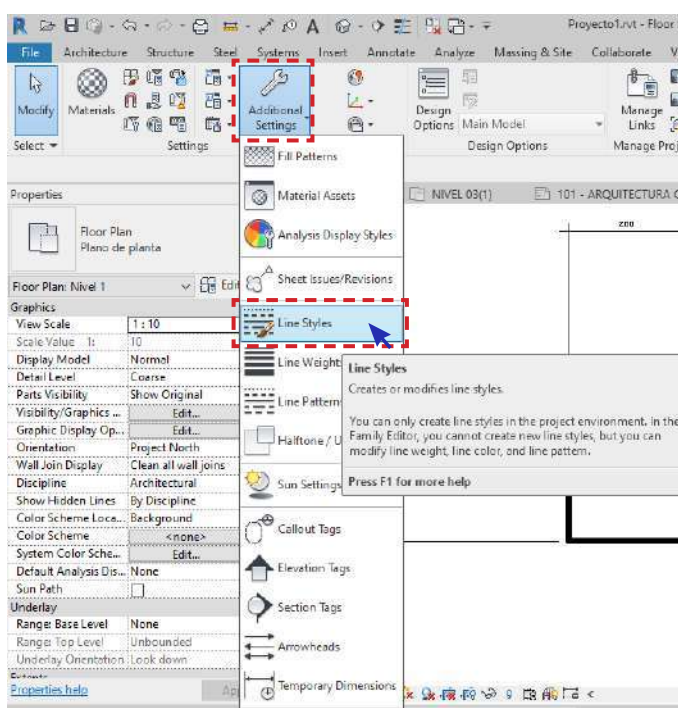 Proyecto1.rvt - Floor
File Architecture Structure Steel Systems Insert Annotate Analyze Massing & Site Collaborate V
Modify
Materials
Additional
Settings
Design
Options
Main Model
Manage
Links
Select
Settings
Design Options
Manage Proj
Properties
Fill Patterns
Material Assets
Analysis Display Styles
Sheet Issues/Revisions
Line Styles
Line Weight
Line Pattern
Halftone / U
Sun Settings
Callout Tags
Elevation Tags
Section Tags
Arrowheads
Temporary Dimensions
NIVEL 03(1)
101 - ARQUITECTURA
Floor Plan
Plano de planta
Floor Plan: Nivel 1
Edit
Graphics
View Scale 1 : 10
Scale Value 1: 10
Display Model Normal
Detail Level Coarse
Parts Visibility Show Original
Visibility/Graphics ... Edit...
Graphic Display Op... Edit...
Orientation Project North
Wall Join Display Clean all wall joins
Discipline Architectural
Show Hidden Lines By Discipline
Color Scheme Loca... Background
Color Scheme <none>
System Color Sche... Edit...
Default Analysis Dis... None
Sun Path
Underlay
Range: Base Level None
Range: Top Level Unbounded
Underlay Orientation Look down
Extents
Properties help
Ap
Line Styles
Creates or modifies line styles.
You can only create line styles in the project environment. In the
Family Editor, you cannot create new line styles, but you can
modify line weight, line color, and line pattern.
Press F1 for more help